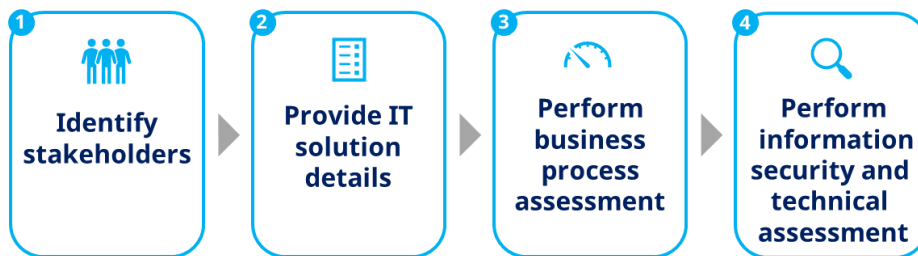 1
Identify
stakeholders
2
Provide IT
solution
details
3
Perform
business
process
assessment
4
Perform
information
security and
technical
assessment